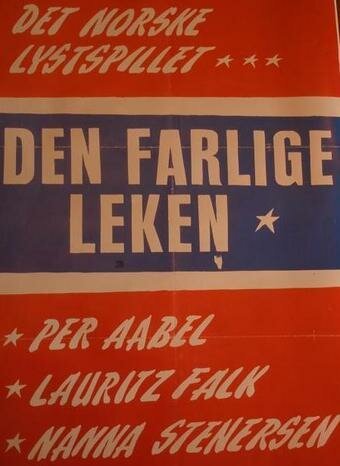 DET NORSKE
LYSTSPILLET ★ ★ ★
DEN FARLIGE
LEKEN ★
★ PER AABEL
★ LAURITZ FALK
★ NANNA STENERSEN